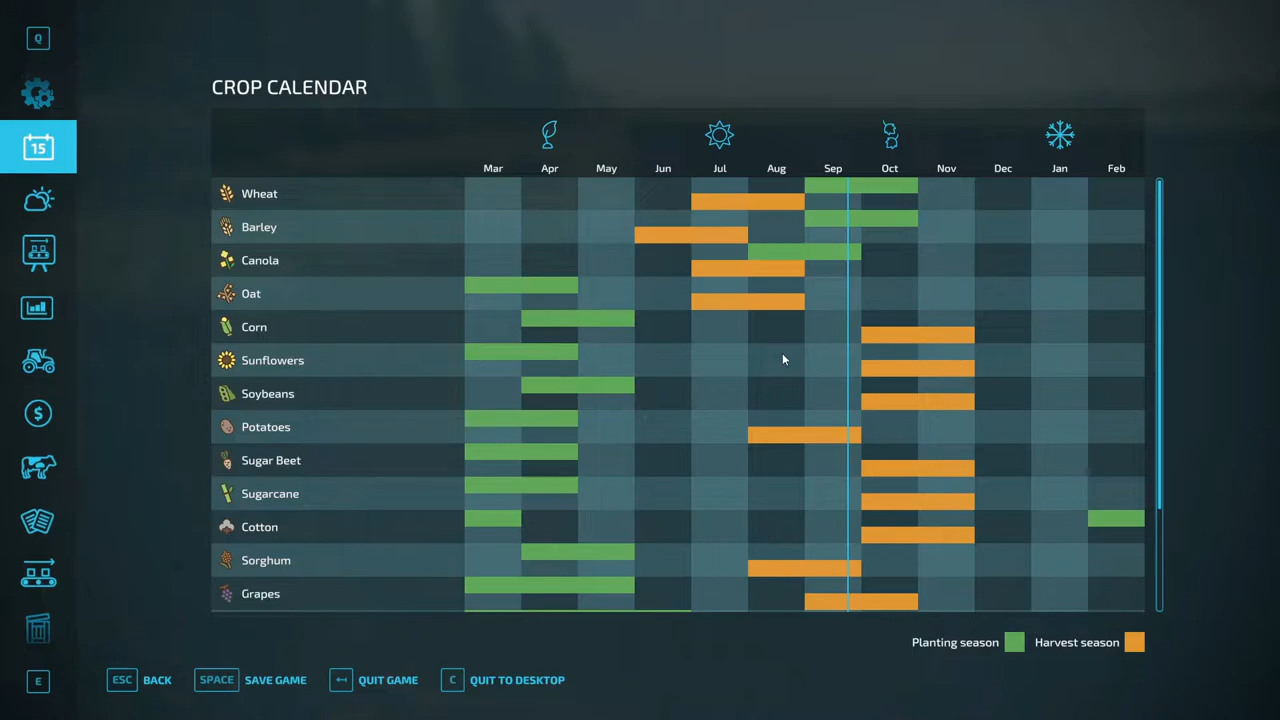 Q
CROP CALENDAR
15
Mar Apr May Jun Jul Aug Sep Oct Nov Dec Jan Feb
Wheat
Barley
Canola
Oat
Corn
Sunflowers
Soybeans
Potatoes
Sugar Beet
Sugarcane
Cotton
Sorghum
Grapes
$
Planting season Harvest season
E
ESC BACK SPACE SAVE GAME ↤ QUIT GAME C QUIT TO DESKTOP